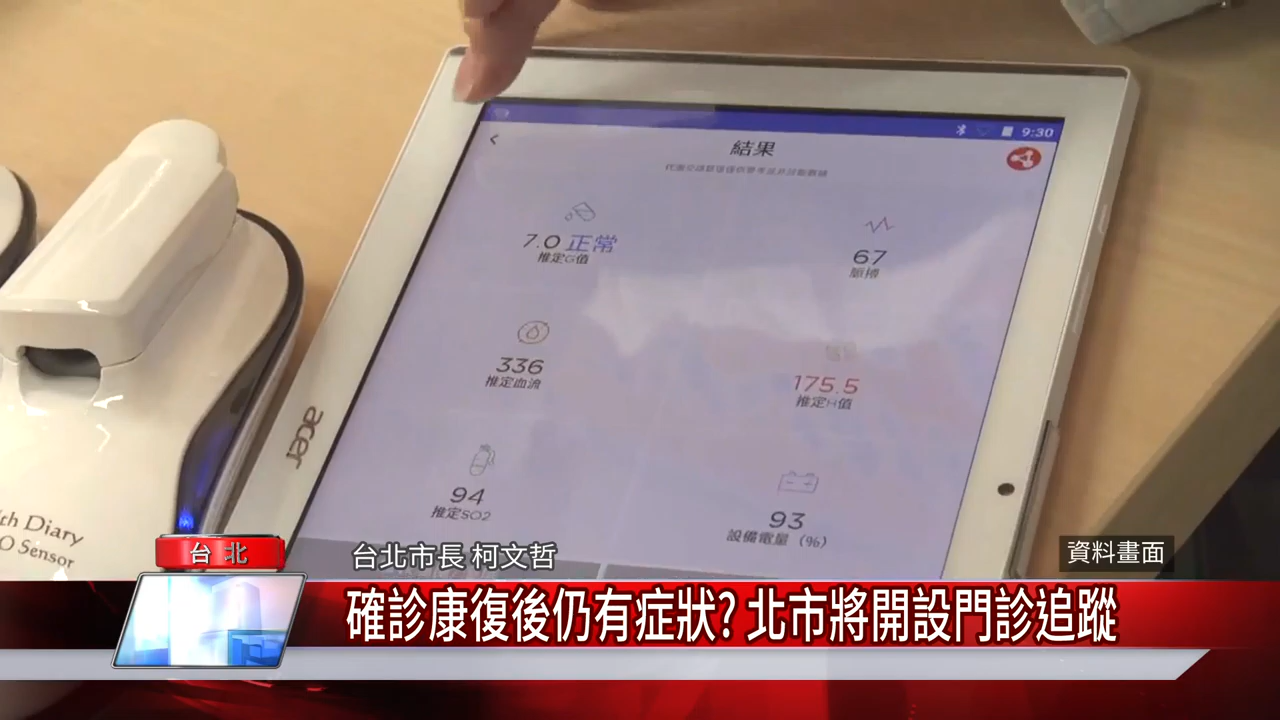 9:30
結果
7.0 正常
推定G值
67
脈搏
336
推定血流
175.5
推定H值
94
推定SO2
93
設備電量 (%)
acer
th Diary
O Sensor
台北
台北市長 柯文哲
資料畫面
確診康復後仍有症狀? 北市將開設門診追蹤